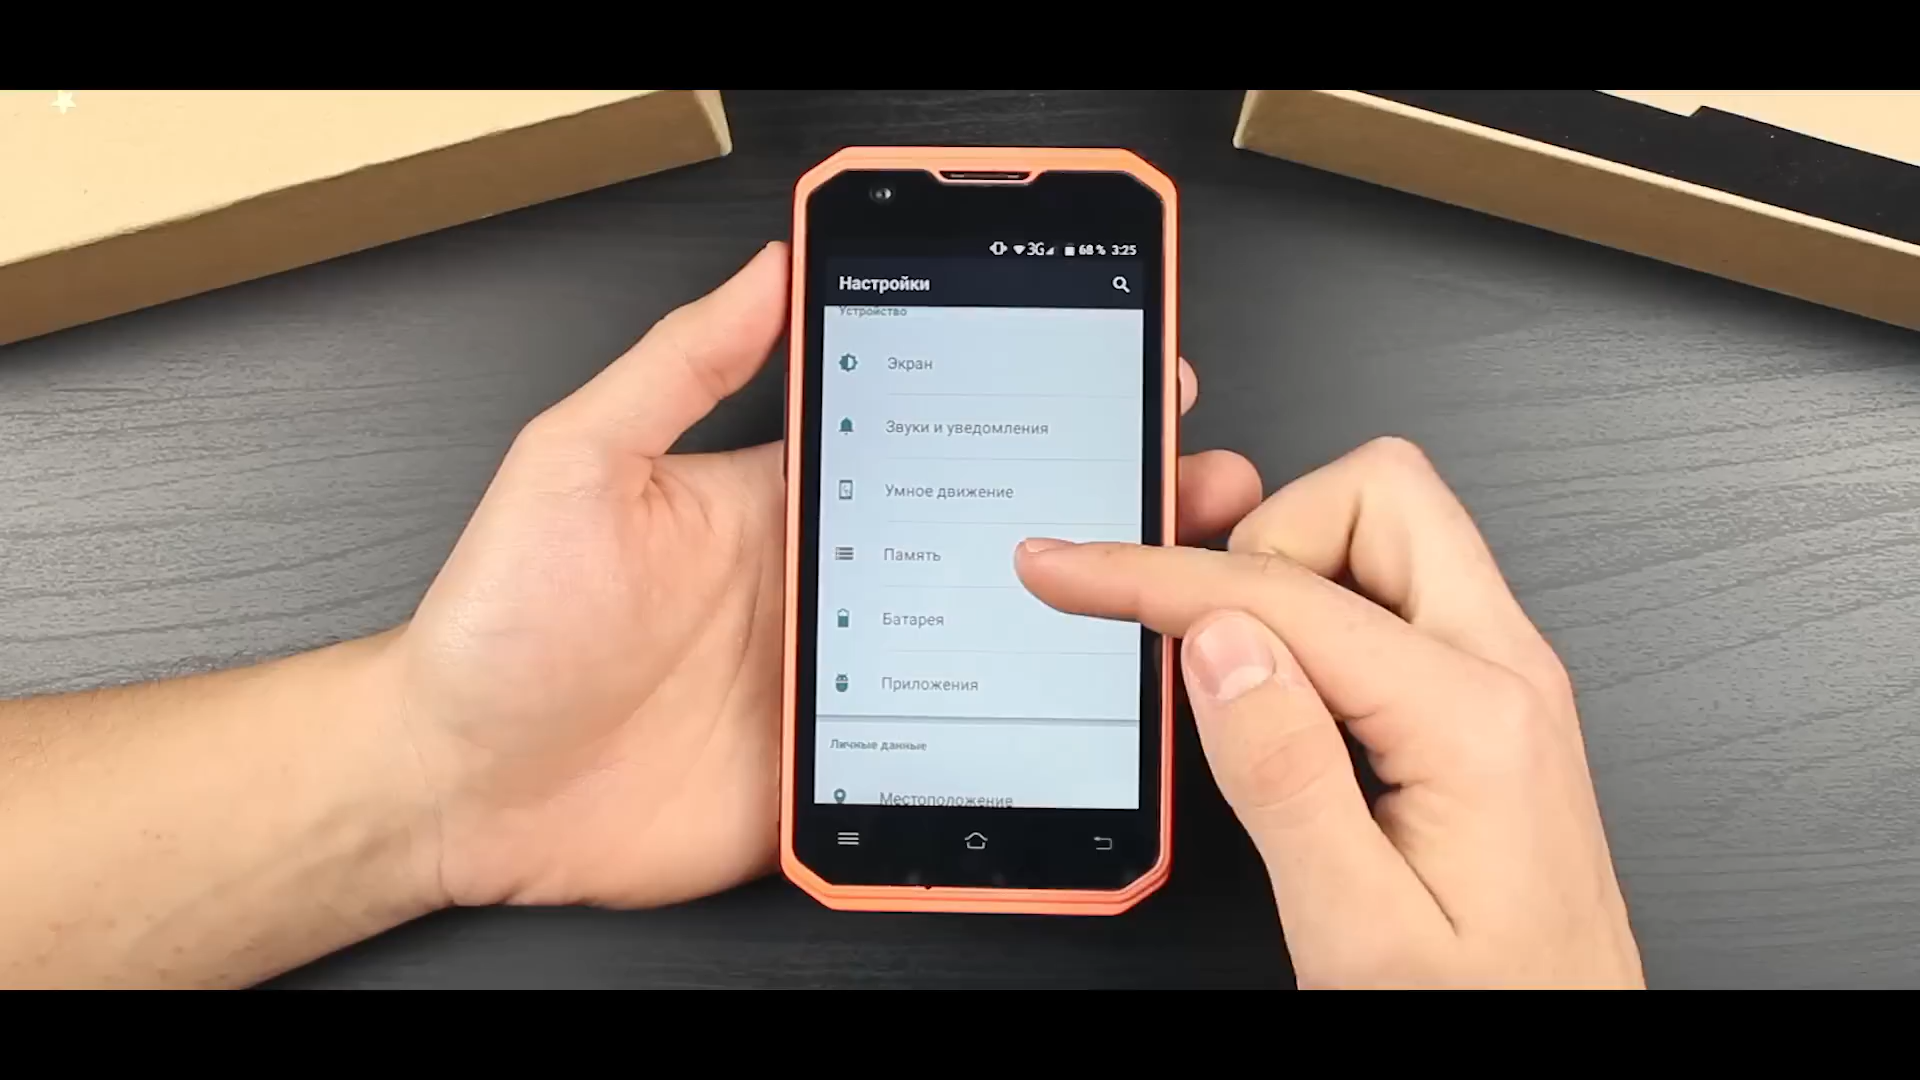 3G 68 % 3:25
Настройки
Устройство
Экран
Звуки и уведомления
Умное движение
Память
Батарея
Приложения
Личные данные
Местоположение